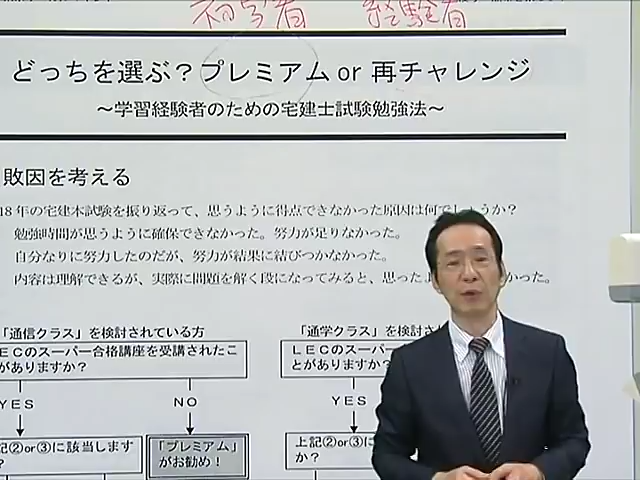 初学者 経験者
どっちを選ぶ？プレミアム or 再チャレンジ
～学習経験者のための宅建士試験勉強法～
敗因を考える
18 年の宅建本試験を振り返って、思うように得点できなかった原因は何でしょうか？
勉強時間が思うように確保できなかった。努力が足りなかった。
自分なりに努力したのだが、努力が結果に結びつかなかった。
内容は理解できるが、実際に問題を解く段になってみると、思った かった。
「通信クラス」を検討されている方 「通学クラス」を検討さ
ECのスーパー合格講座を受講されたこ ＬＥＣのスーパー
がありますか？ とがありますか？
YES NO YES
記②or③に該当します 「プレミアム」 上記②or③に
？ がお勧め！ か？